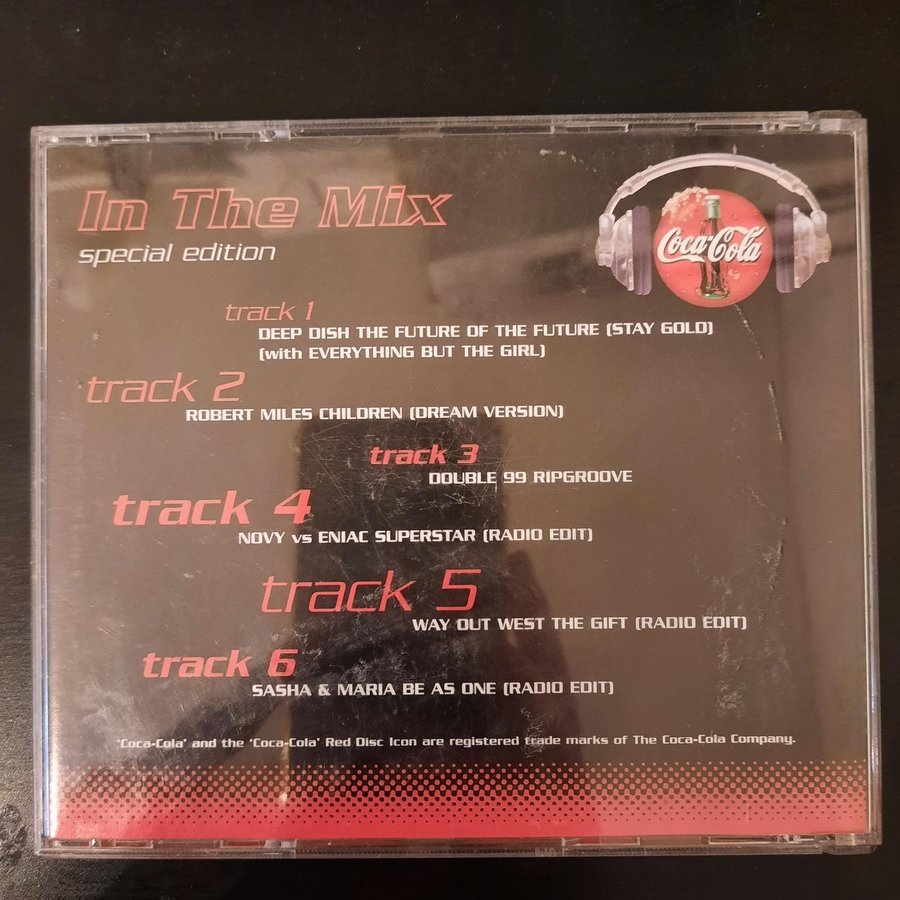 In The Mix
special edition
Coca-Cola
track 1
DEEP DISH THE FUTURE OF THE FUTURE (STAY GOLD)
(with EVERYTHING BUT THE GIRL)
track 2
ROBERT MILES CHILDREN (DREAM VERSION)
track 3
DOUBLE 99 RIPGROOVE
track 4
NOVY vs ENIAC SUPERSTAR (RADIO EDIT)
track 5
WAY OUT WEST THE GIFT (RADIO EDIT)
track 6
SASHA & MARIA BE AS ONE (RADIO EDIT)
'Coca-Cola' and the 'Coca-Cola' Red Disc Icon are registered trade marks of The Coca-Cola Company.